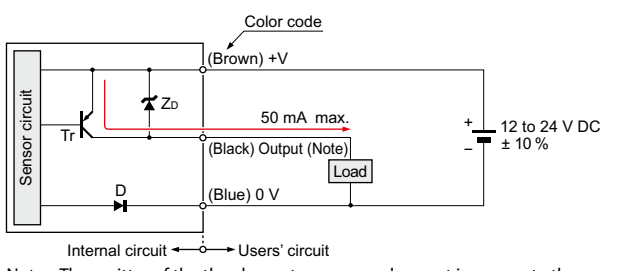 Color code
(Brown) +V
Sensor circuit
Tr
ZD
50 mA max.
(Black) Output (Note)
Load
+
−
12 to 24 V DC
± 10 %
D
(Blue) 0 V
Internal circuit
Users' circuit